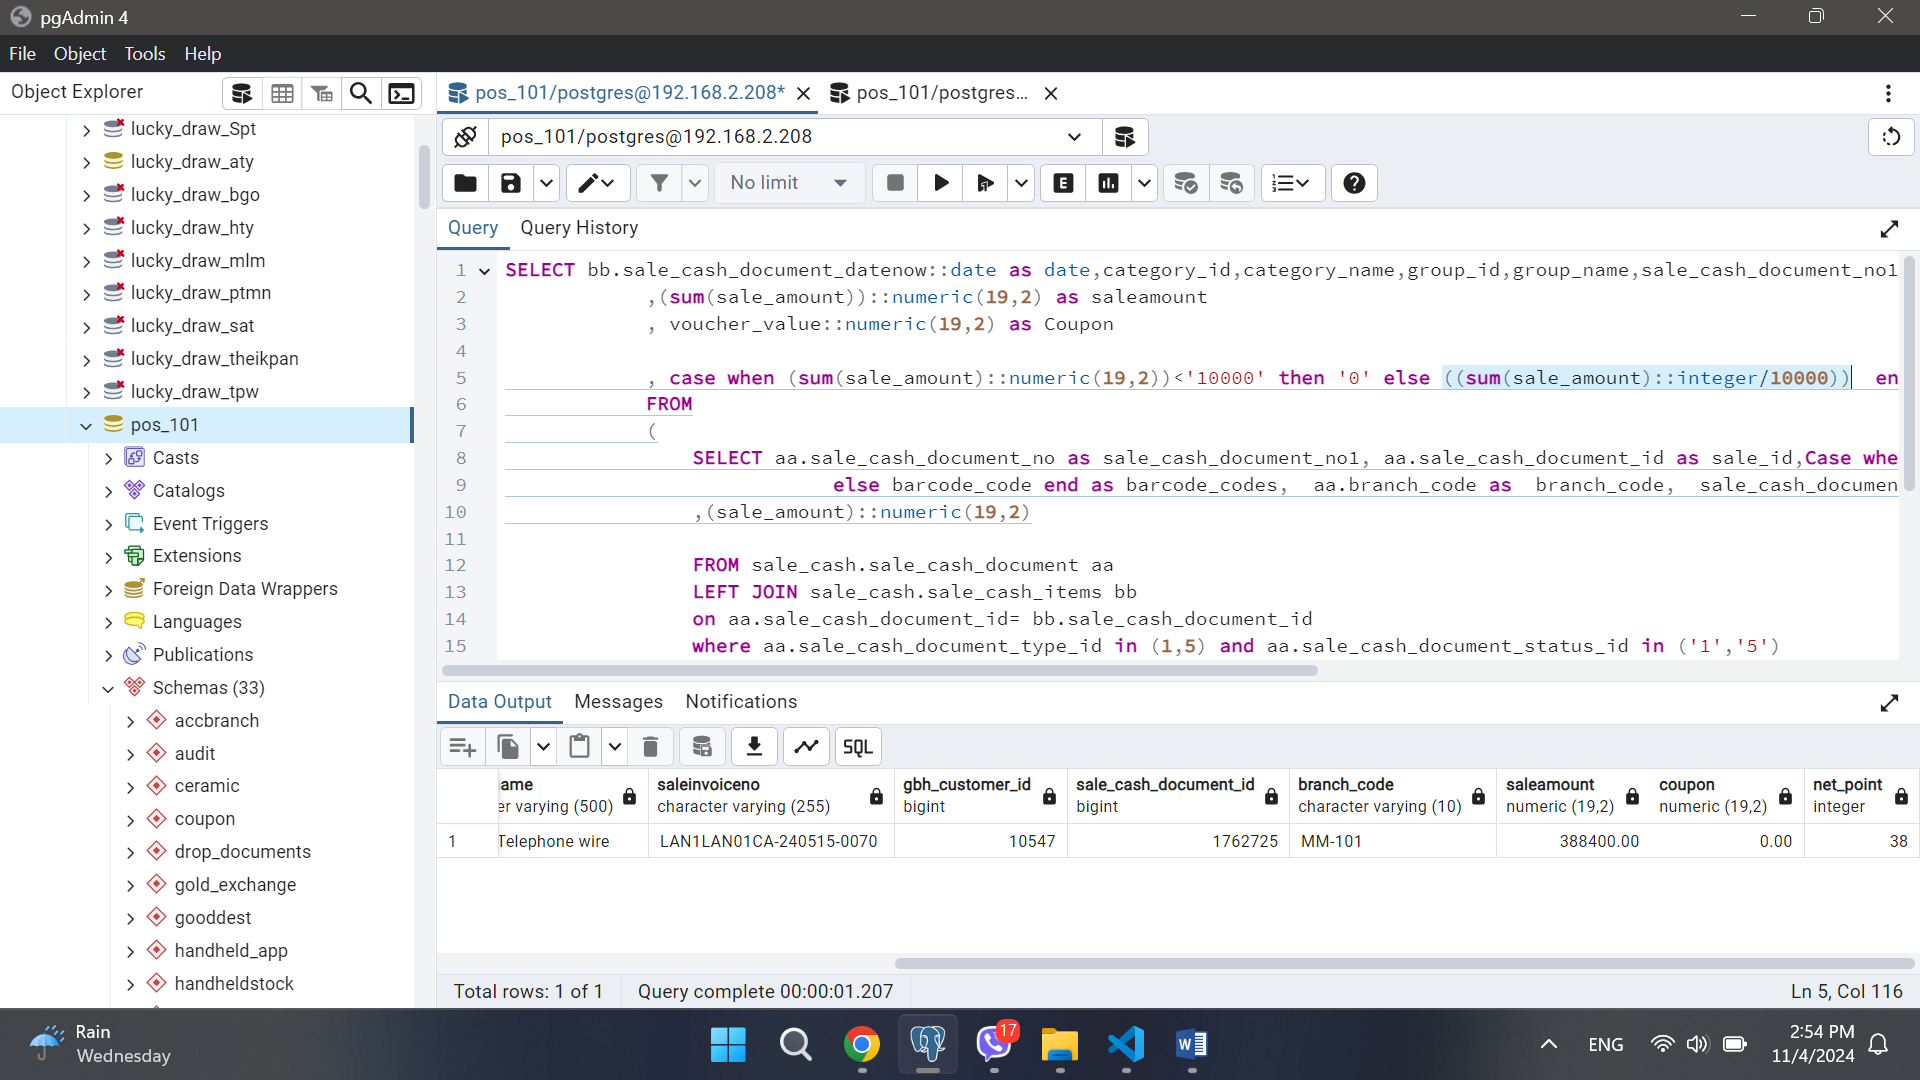 pgAdmin 4
File Object Tools Help
Object Explorer
lucky_draw_Spt
lucky_draw_aty
lucky_draw_bgo
lucky_draw_hty
lucky_draw_mlm
lucky_draw_ptmn
lucky_draw_sat
lucky_draw_theikpan
lucky_draw_tpw
pos_101
Casts
Catalogs
Event Triggers
Extensions
Foreign Data Wrappers
Languages
Publications
Schemas (33)
accbranch
audit
ceramic
coupon
drop_documents
gold_exchange
gooddest
handheld_app
handheldstock
pos_101/postgres@192.168.2.208* pos_101/postgres...
pos_101/postgres@192.168.2.208
No limit
E
Query Query History
1 SELECT bb.sale_cash_document_datenow::date as date,category_id,category_name,group_id,group_name,sale_cash_document_no1
2 ,(sum(sale_amount))::numeric(19,2) as saleamount
3 , voucher_value::numeric(19,2) as Coupon
4
5 , case when (sum(sale_amount)::numeric(19,2))<'10000' then '0' else ((sum(sale_amount)::integer/10000)) en
6 FROM
7 (
8 SELECT aa.sale_cash_document_no as sale_cash_document_no1, aa.sale_cash_document_id as sale_id,Case whe
9 else barcode_code end as barcode_codes, aa.branch_code as branch_code, sale_cash_documen
10 ,(sale_amount)::numeric(19,2)
11
12 FROM sale_cash.sale_cash_document aa
13 LEFT JOIN sale_cash.sale_cash_items bb
14 on aa.sale_cash_document_id= bb.sale_cash_document_id
15 where aa.sale_cash_document_type_id in (1,5) and aa.sale_cash_document_status_id in ('1','5')
Data Output Messages Notifications
SQL
ame saleinvoiceno gbh_customer_id sale_cash_document_id branch_code saleamount coupon net_point
er varying (500) character varying (255) bigint bigint character varying (10) numeric (19,2) numeric (19,2) integer
1 Telephone wire LAN1LAN01CA-240515-0070 10547 1762725 MM-101 388400.00 0.00 38
Total rows: 1 of 1 Query complete 00:00:01.207 Ln 5, Col 116
Rain
Wednesday
17
ENG
2:54 PM
11/4/2024